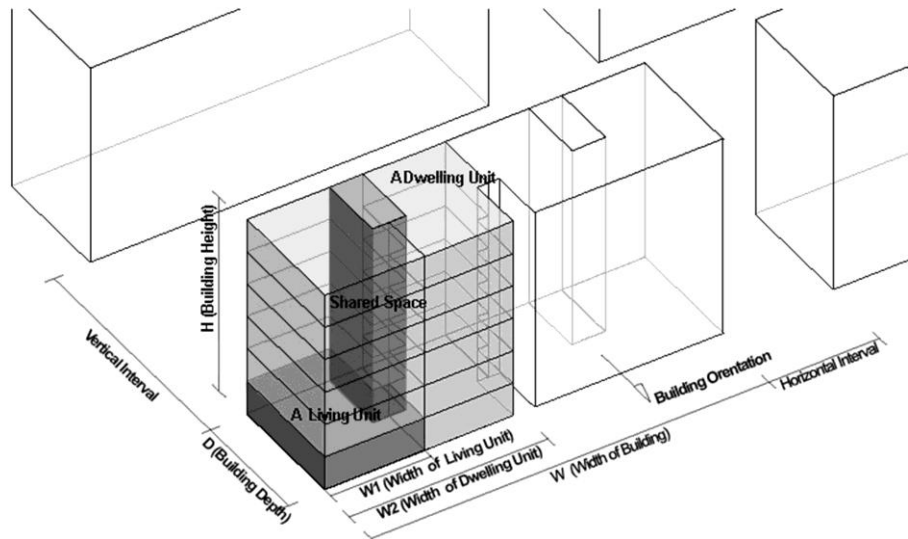 A Dwelling Unit
H (Building Height)
Shared Space
Vertical Interval
A Living Unit
D (Building Depth)
W1 (Width of Living Unit)
W2 (Width of Dwelling Unit)
W (Width of Building)
Building Orentation
Horizontal Interval